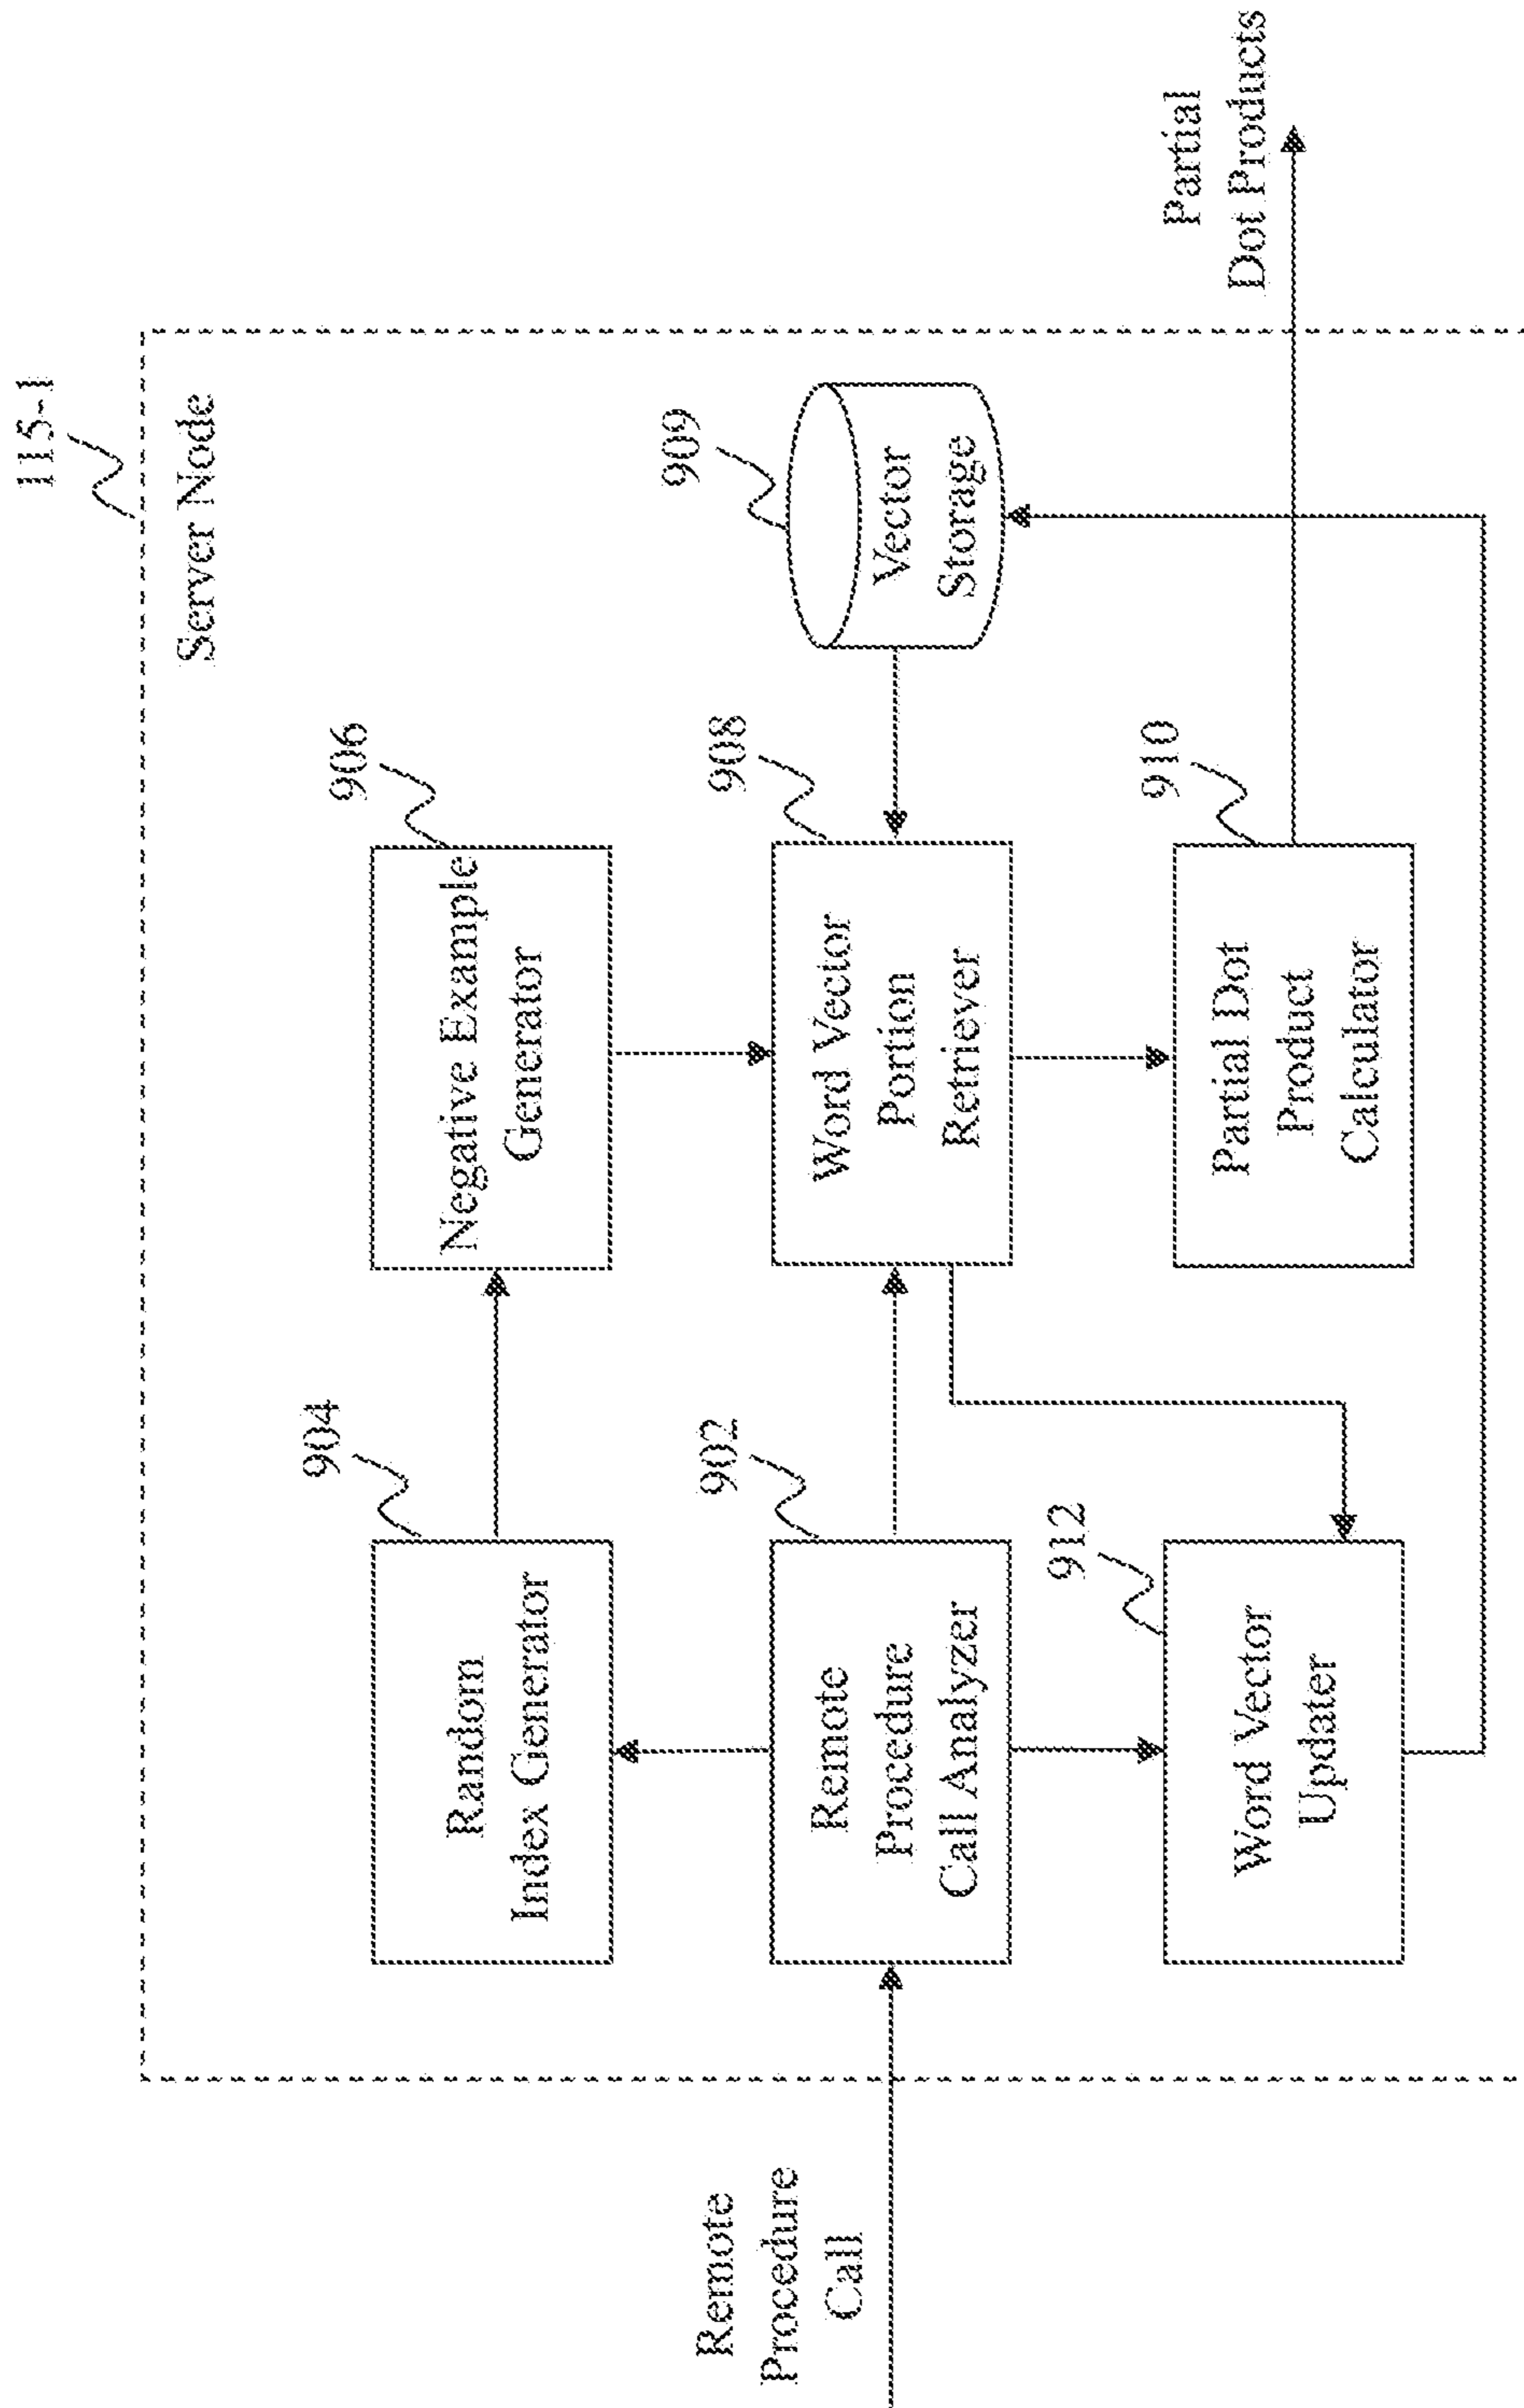 115-1
Server Node
904
906
Random
Index Generator
Negative Example
Generator
Remote
Procedure
Call
902
908
909
Remote
Procedure
Call Analyzer
Word Vector
Portion
Retriever
Vector
Storage
912
910
Word Vector
Updater
Partial Dot
Product
Calculator
Partial
Dot Products